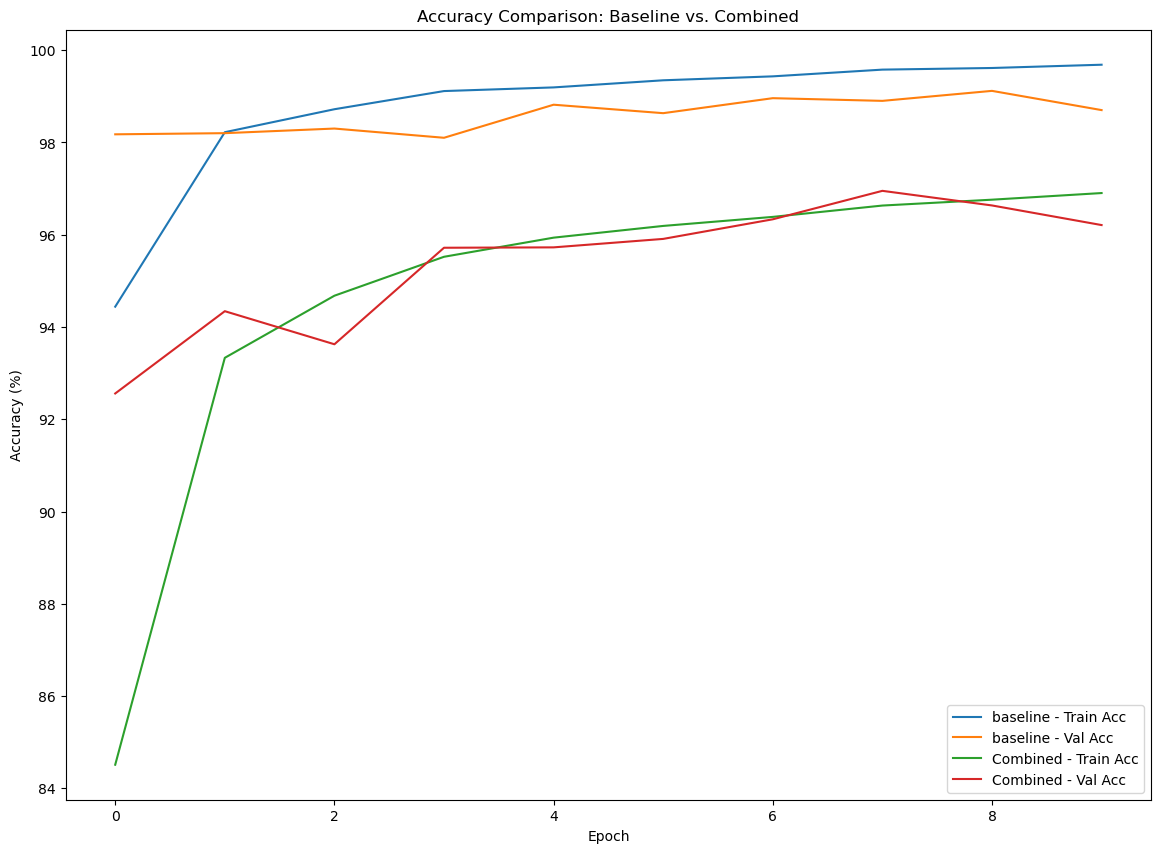 Accuracy Comparison: Baseline vs. Combined
100
98
96
94
92
90
88
86
84
Accuracy (%)
0 2 4 6 8
Epoch
baseline - Train Acc
baseline - Val Acc
Combined - Train Acc
Combined - Val Acc